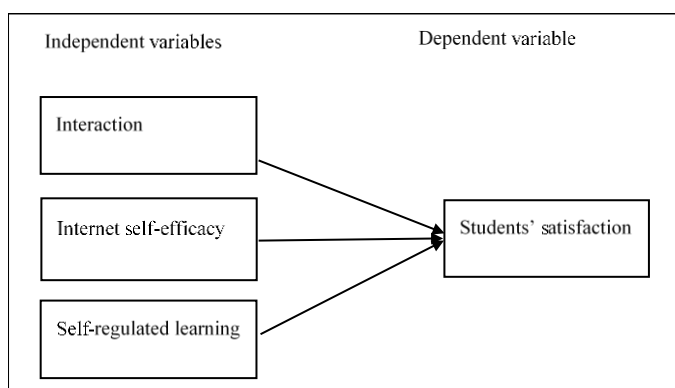 Independent variables
Dependent variable
Interaction
Internet self-efficacy
Students’ satisfaction
Self-regulated learning